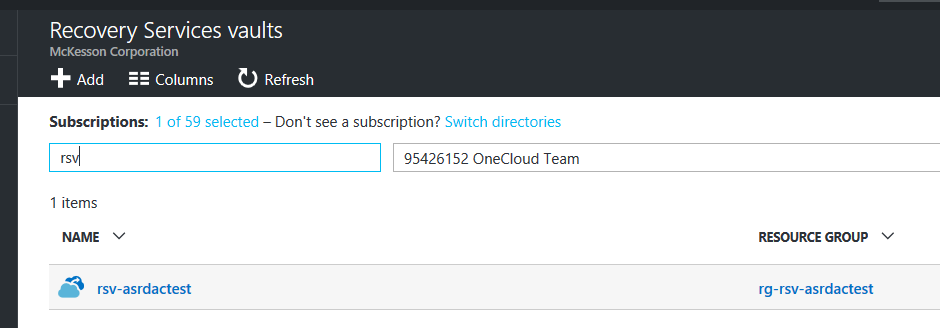 Recovery Services vaults
McKesson Corporation
Add Columns Refresh
Subscriptions: 1 of 59 selected – Don't see a subscription? Switch directories
rsv 95426152 OneCloud Team
1 items
NAME RESOURCE GROUP
rsv-asrdactest rg-rsv-asrdactest